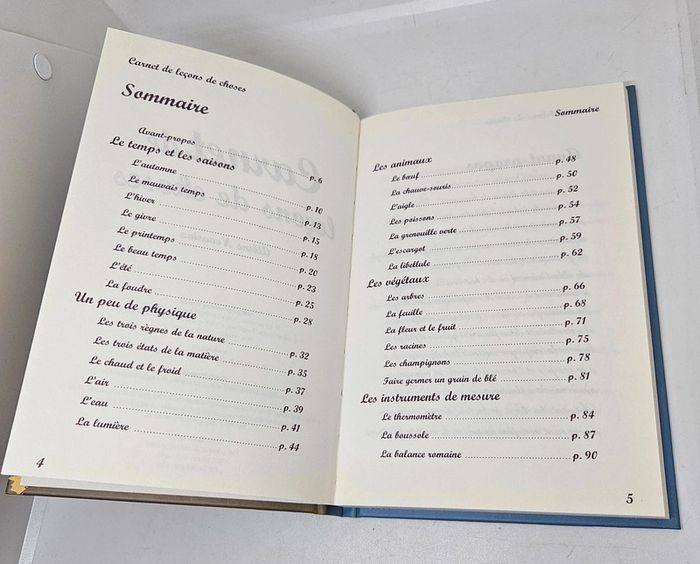 Carnet de leçons de choses
Sommaire
Avant-propos p. 6
Le temps et les saisons
L'automne p. 10
Le mauvais temps p. 13
L'hiver p. 15
Le givre p. 18
Le printemps p. 20
Le beau temps p. 23
L'été p. 25
La foudre p. 28
Un peu de physique
Les trois règnes de la nature p. 32
Les trois états de la matière p. 35
Le chaud et le froid p. 37
L'air p. 39
L'eau p. 41
La lumière p. 44
4
Sommaire
Les animaux
Le bœuf p. 48
La chauve-souris p. 50
L'aigle p. 52
Les poissons p. 54
La grenouille verte p. 57
L'escargot p. 59
La libellule p. 62
Les végétaux
Les arbres p. 66
La feuille p. 68
La fleur et le fruit p. 71
Les racines p. 75
Les champignons p. 78
Faire germer un grain de blé p. 81
Les instruments de mesure
Le thermomètre p. 84
La boussole p. 87
La balance romaine p. 90
5